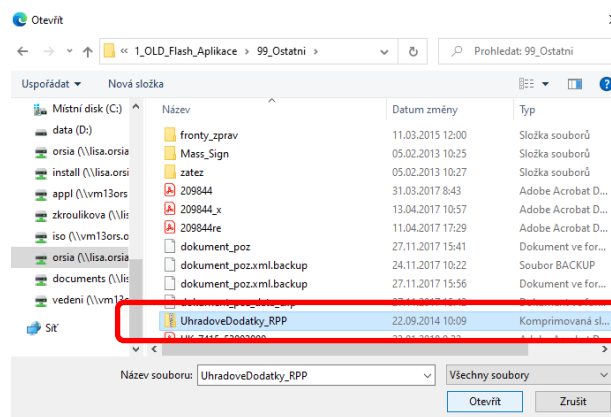 Otevřít
« 1_OLD_Flash_Aplikace › 99_Ostatni ›
Prohledat: 99_Ostatni
Uspořádat
Nová složka
Místní disk (C:)
data (D:)
orsia (\\lisa.orsia
install (\\lisa.orsia
appl (\\vm13ors
zkroulikova (\\lis
iso (\\vm13ors.o
orsia (\\lisa.orsia
documents (\\lis
vedeni (\\vm13o
Síť
Název Datum změny Typ
fronty_zprav 11.03.2015 12:00 Složka souborů
Mass_Sign 05.02.2013 10:25 Složka souborů
zatez 05.02.2013 10:27 Složka souborů
209844 31.03.2017 8:43 Adobe Acrobat D...
209844_x 13.04.2017 10:57 Adobe Acrobat D...
209844re 11.04.2017 17:29 Adobe Acrobat D...
dokument_poz 27.11.2017 15:41 Dokument ve for...
dokument_poz.xml.backup 24.11.2017 10:22 Soubor BACKUP
dokument_poz.xml.backup 27.11.2017 15:56 Dokument ve for...
UhradoveDodatky_RPP 22.09.2014 10:09 Komprimovaná sl...
Název souboru: UhradoveDodatky_RPP Všechny soubory
Otevřít Zrušit